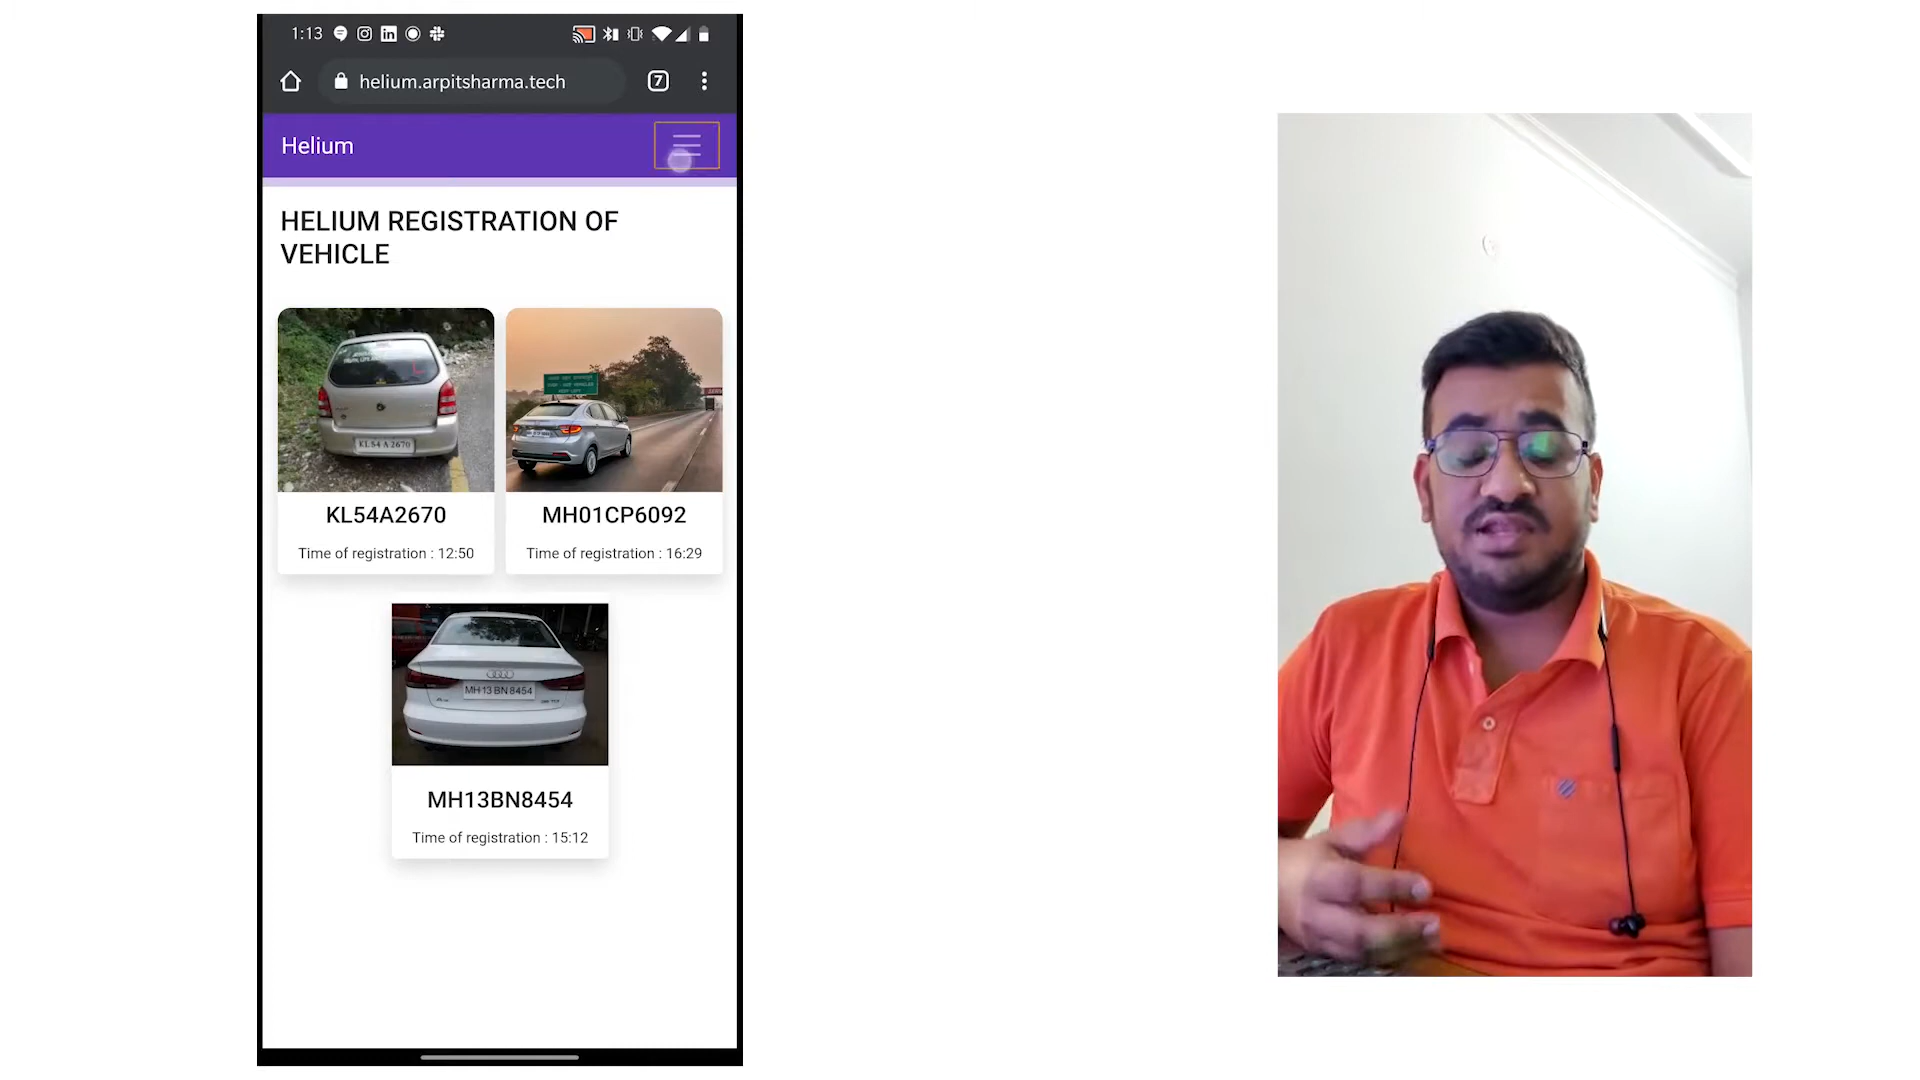 1:13
helium.arpitsharma.tech
7
Helium
HELIUM REGISTRATION OF
VEHICLE
KL 54 A 2670
KL54A2670
MH01CP6092
Time of registration : 12:50
Time of registration : 16:29
MH 13 BN 8454
MH13BN8454
Time of registration : 15:12